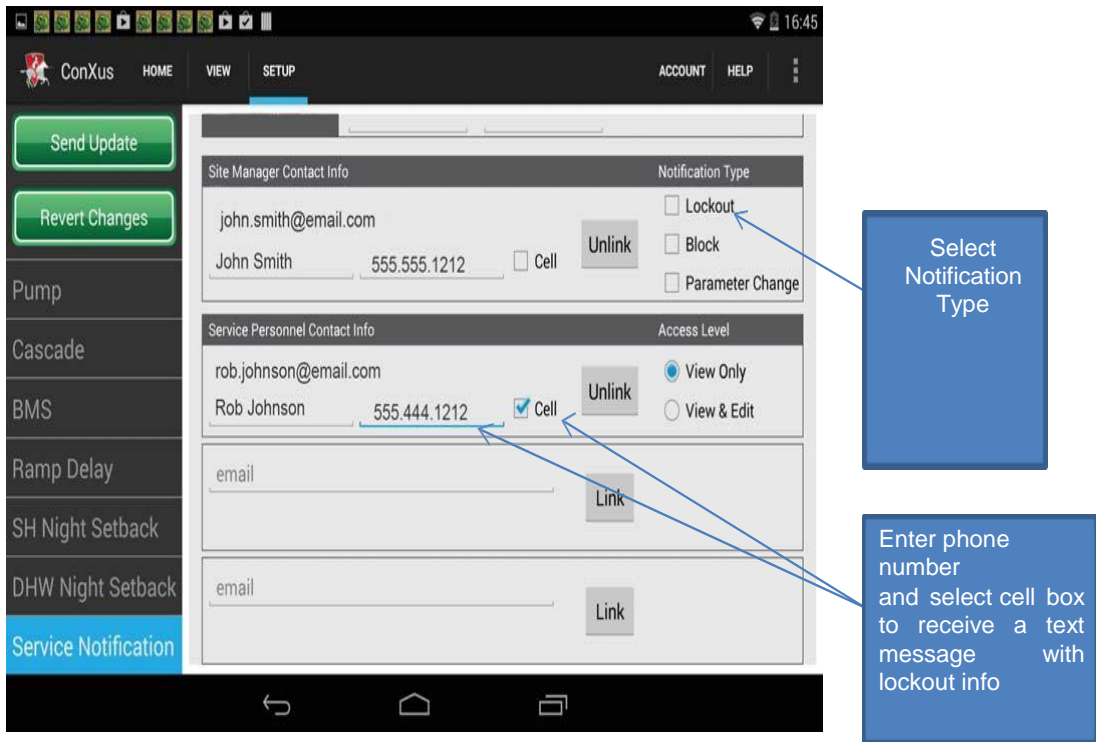 16:45
ConXus HOME VIEW SETUP ACCOUNT HELP
Send Update
Revert Changes
Pump
Cascade
BMS
Ramp Delay
SH Night Setback
DHW Night Setback
Service Notification
Site Manager Contact Info Notification Type
john.smith@email.com
John Smith 555.555.1212 Cell Unlink
Lockout
Block
Parameter Change
Service Personnel Contact Info Access Level
rob.johnson@email.com
Rob Johnson 555.444.1212 Cell Unlink
View Only
View & Edit
email
Link
email
Link
Select
Notification
Type
Enter phone
number
and select cell box
to receive a text
message with
lockout info